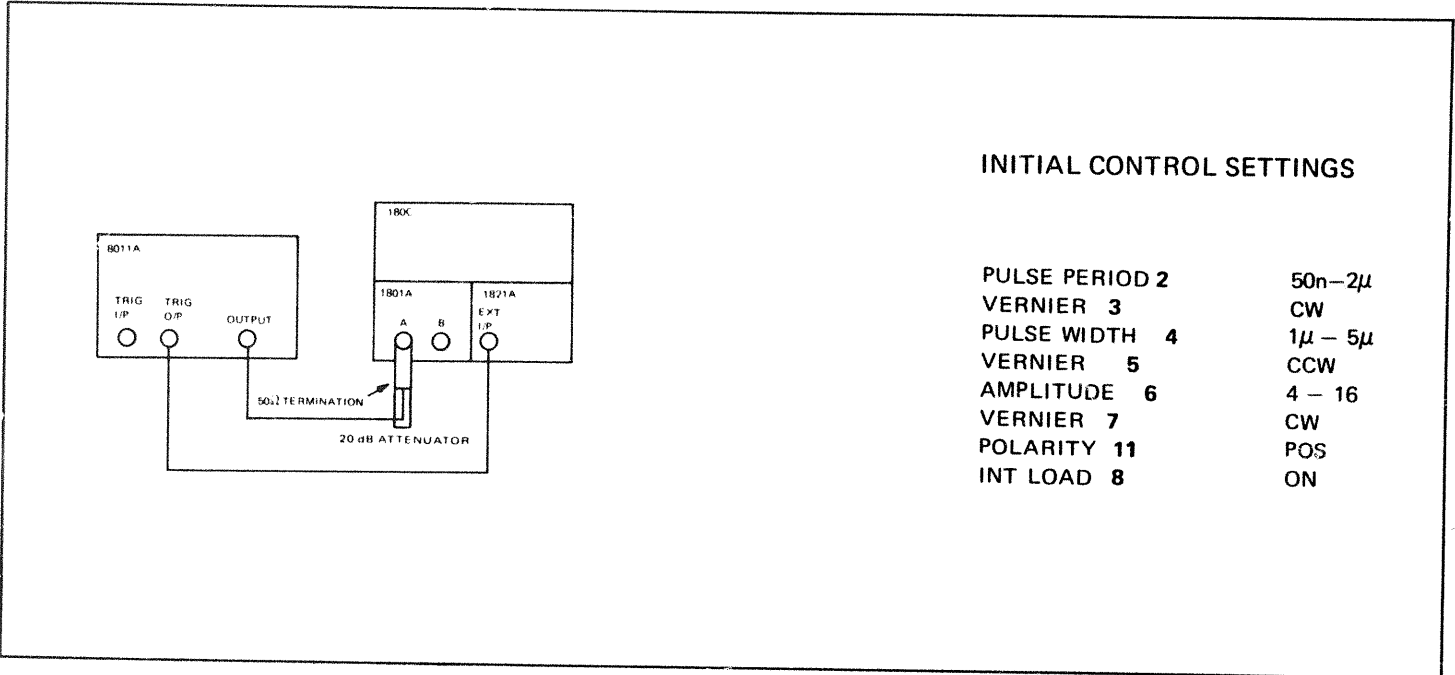 INITIAL CONTROL SETTINGS
180C
8011A
TRIG I/P
TRIG O/P
OUTPUT
1801A
A
B
1821A
EXT I/P
50Ω TERMINATION
20 dB ATTENUATOR
PULSE PERIOD 2 50n–2μ
VERNIER 3 CW
PULSE WIDTH 4 1μ – 5μ
VERNIER 5 CCW
AMPLITUDE 6 4 – 16
VERNIER 7 CW
POLARITY 11 POS
INT LOAD 8 ON